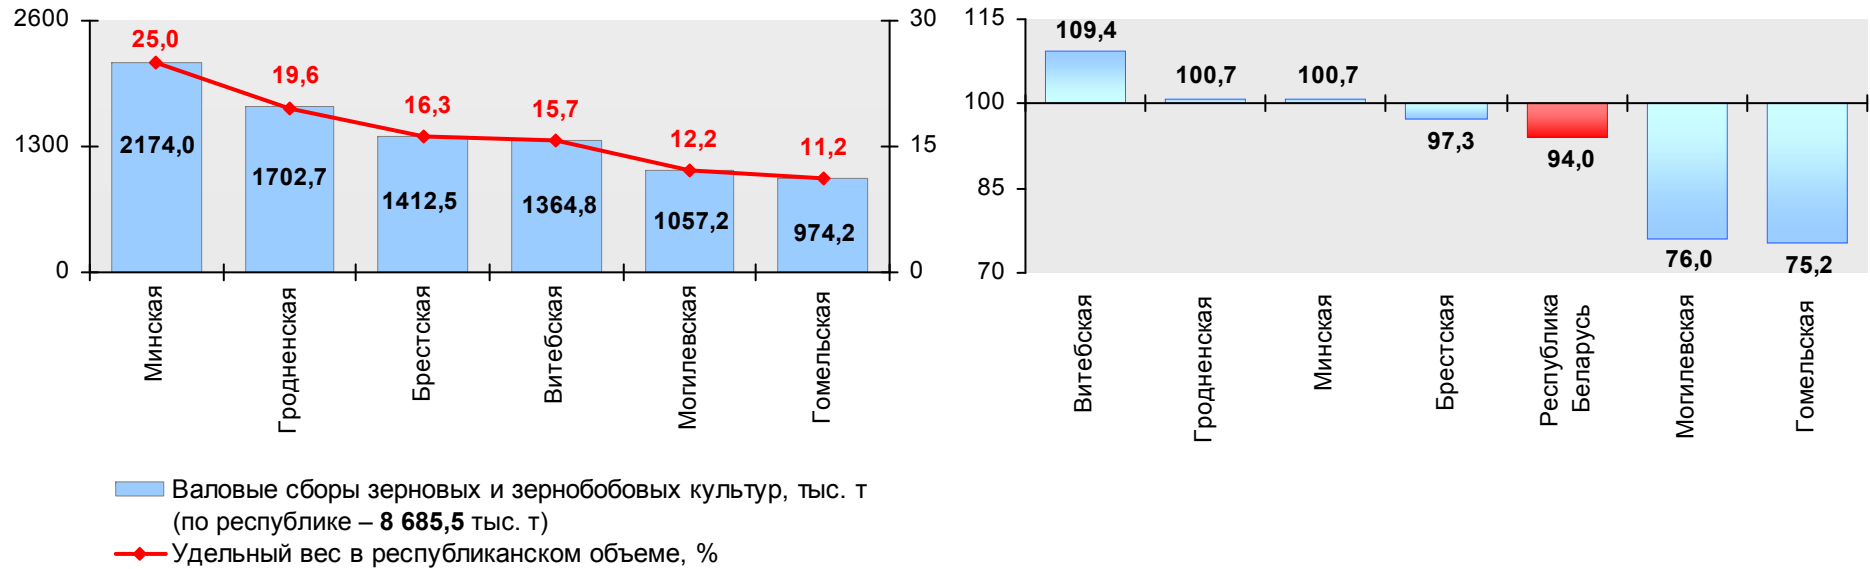 2600
1300
0
30
15
0
25,0
19,6
16,3
15,7
12,2
11,2
2174,0
1702,7
1412,5
1364,8
1057,2
974,2
Минская
Гродненская
Брестская
Витебская
Могилевская
Гомельская
Валовые сборы зерновых и зернобобовых культур, тыс. т
(по республике – 8 685,5 тыс. т)
Удельный вес в республиканском объеме, %
115
100
85
70
109,4
100,7
100,7
97,3
94,0
76,0
75,2
Витебская
Гродненская
Минская
Брестская
Республика
Беларусь
Могилевская
Гомельская